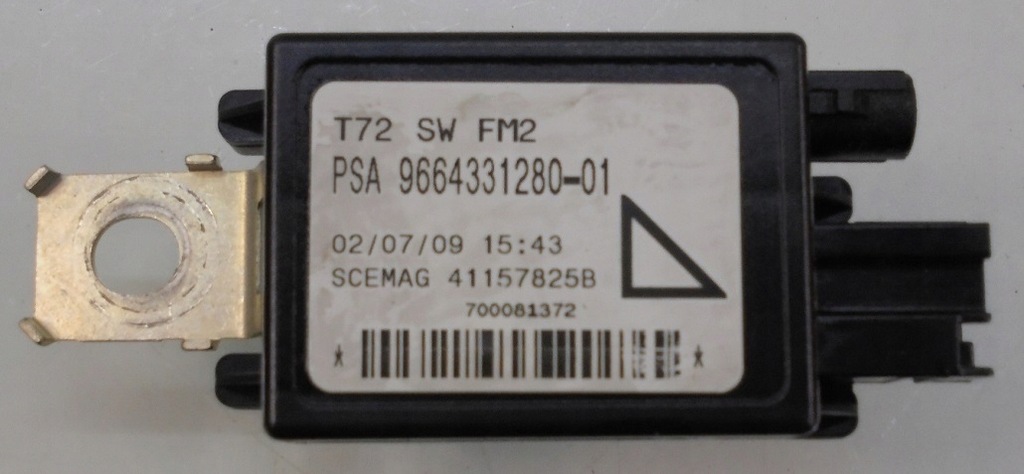 T72 SW FM2
PSA 9664331280-01
02/07/09 15:43
SCEMAG 41157825B
700081372